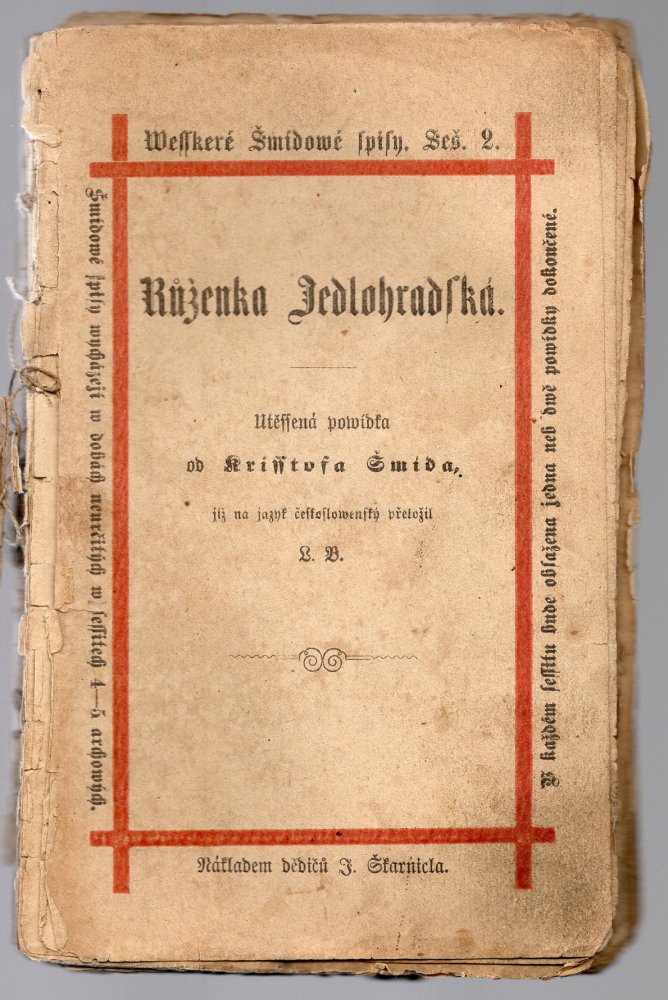 Wesskeré Šmidowé spisy. Seš. 2.
Růženka Jedlohradská.
Utěssená powídka
od Krisstofa Šmida,
již na jazyk českoslowenský přeložil
L. B.
Nákladem dědičů J. Škarnicla.
Šmidowé spisy wycházejí w dobách neurčitých w sessitech 4—5 archowých.
W každém sessitu bude obsažena jedna neb dwě powídky dokončené.